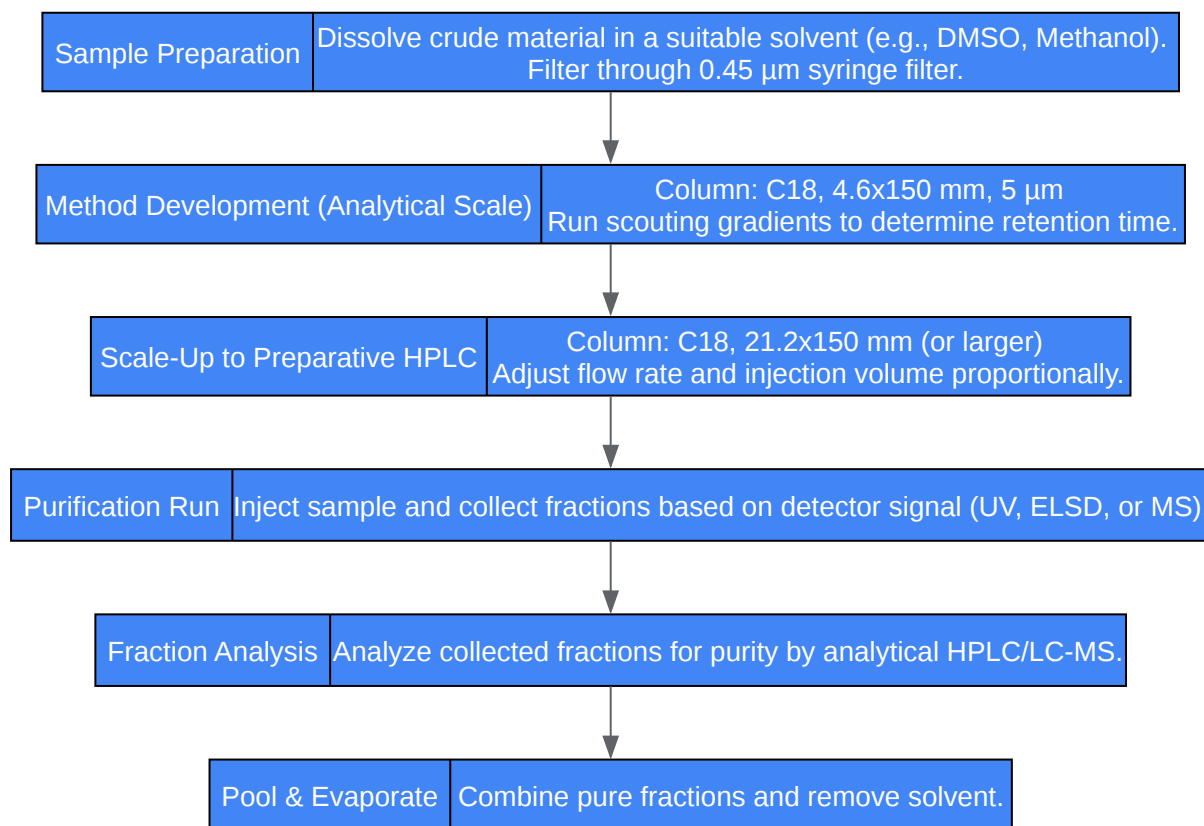 Sample Preparation
Dissolve crude material in a suitable solvent (e.g., DMSO, Methanol).
Filter through 0.45 µm syringe filter.
Method Development (Analytical Scale)
Column: C18, 4.6x150 mm, 5 µm
Run scouting gradients to determine retention time.
Scale-Up to Preparative HPLC
Column: C18, 21.2x150 mm (or larger)
Adjust flow rate and injection volume proportionally.
Purification Run
Inject sample and collect fractions based on detector signal (UV, ELSD, or MS)
Fraction Analysis
Analyze collected fractions for purity by analytical HPLC/LC-MS.
Pool & Evaporate
Combine pure fractions and remove solvent.